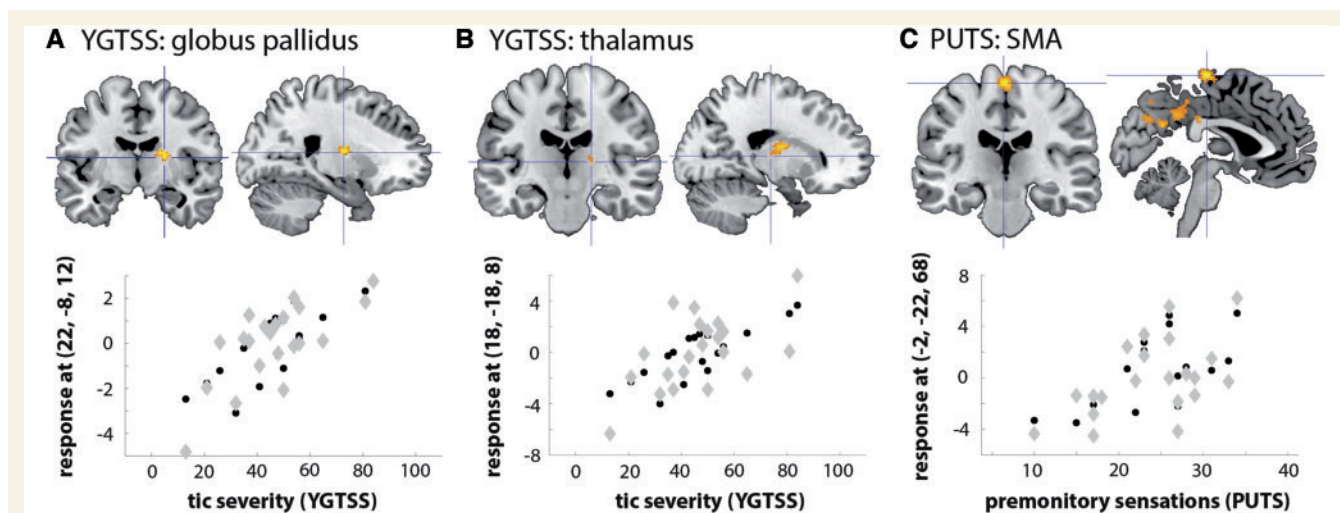 A YGTSS: globus pallidus
B YGTSS: thalamus
C PUTS: SMA
response at (22, -8, 12)
2
0
-2
-4
0 20 40 60 80 100
tic severity (YGTSS)
response at (18, -18, 8)
8
4
0
-4
-8
0 20 40 60 80 100
tic severity (YGTSS)
response at (-2, -22, 68)
8
4
0
-4
10 20 30 40
premonitory sensations (PUTS)